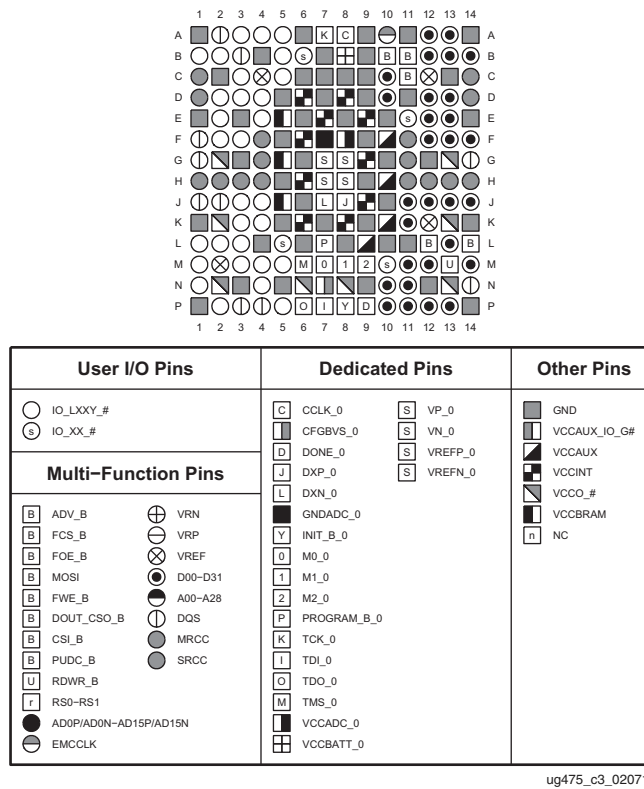 1 2 3 4 5 6 7 8 9 10 11 12 13 14
A K C A
B s B B B
C B C
D D
E s E
F F
G S S G
H S S H
J L J J
K K
L s P B B L
M M 0 1 2 s U M
N N
P O I Y D P
1 2 3 4 5 6 7 8 9 10 11 12 13 14
User I/O Pins
IO_LXXY_#
s IO_XX_#
Multi−Function Pins
B ADV_B
B FCS_B
B FOE_B
B MOSI
B FWE_B
B DOUT_CSO_B
B CSI_B
B PUDC_B
U RDWR_B
r RS0−RS1
AD0P/AD0N−AD15P/AD15N
EMCCLK
VRN
VRP
VREF
D00−D31
A00−A28
DQS
MRCC
SRCC
Dedicated Pins
C CCLK_0
CFGBVS_0
D DONE_0
J DXP_0
L DXN_0
GNDADC_0
Y INIT_B_0
0 M0_0
1 M1_0
2 M2_0
P PROGRAM_B_0
K TCK_0
I TDI_0
O TDO_0
M TMS_0
VCCADC_0
VCCBATT_0
S VP_0
S VN_0
S VREFP_0
S VREFN_0
Other Pins
GND
VCCAUX_IO_G#
VCCAUX
VCCINT
VCCO_#
VCCBRAM
n NC
ug475_c3_02071